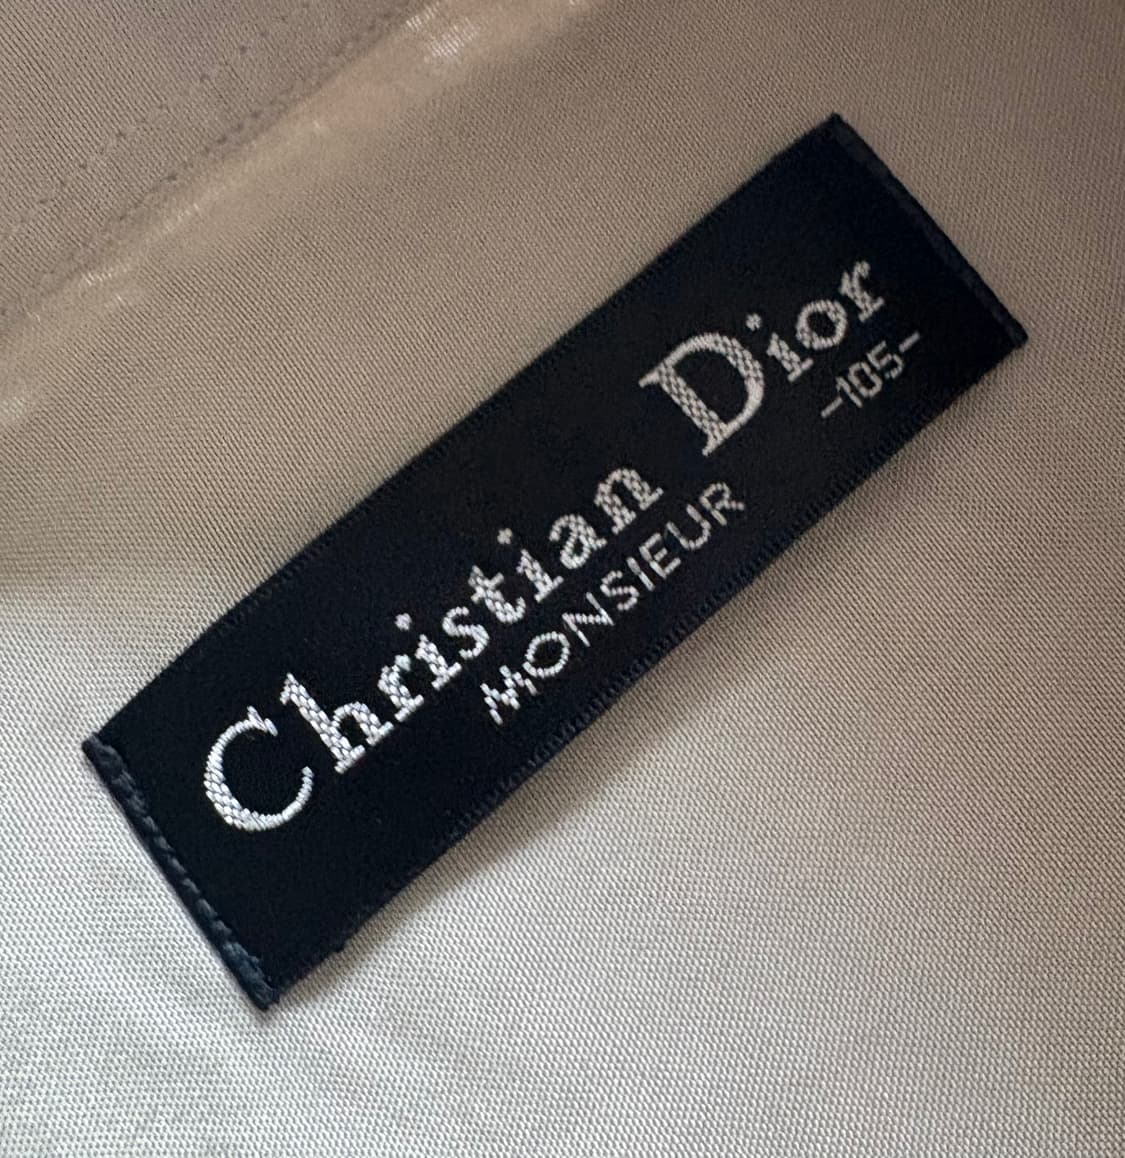 Christian Dior
MONSIEUR -105-